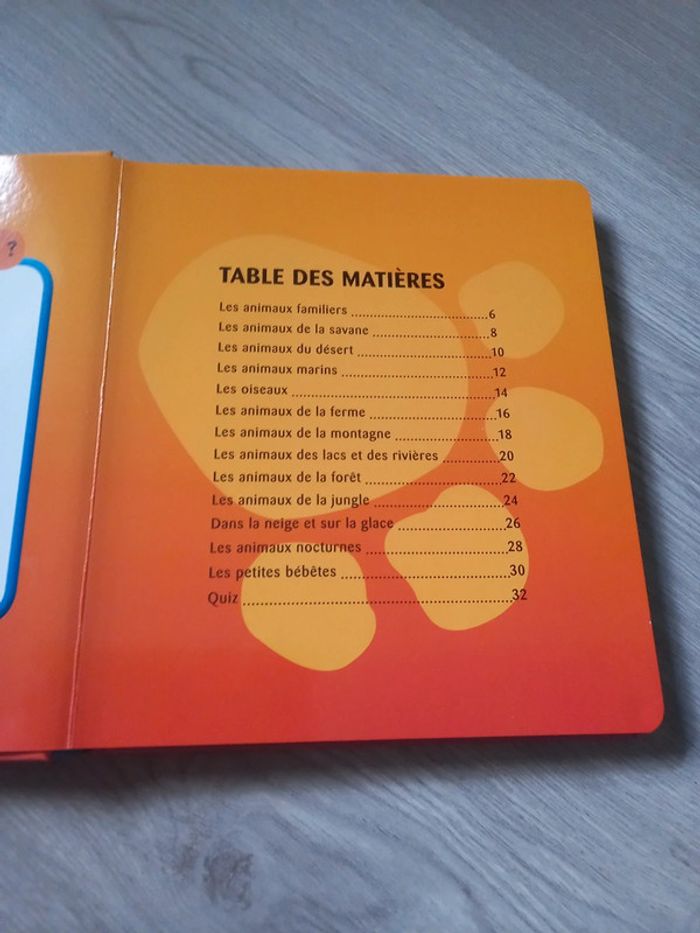 ?
TABLE DES MATIÈRES
Les animaux familiers ........................................6
Les animaux de la savane ..................................8
Les animaux du désert ......................................10
Les animaux marins ..........................................12
Les oiseaux ......................................................14
Les animaux de la ferme ...................................16
Les animaux de la montagne ............................18
Les animaux des lacs et des rivières ................20
Les animaux de la forêt ....................................22
Les animaux de la jungle ..................................24
Dans la neige et sur la glace ............................26
Les animaux nocturnes .....................................28
Les petites bébêtes ..........................................30
Quiz ..................................................................32